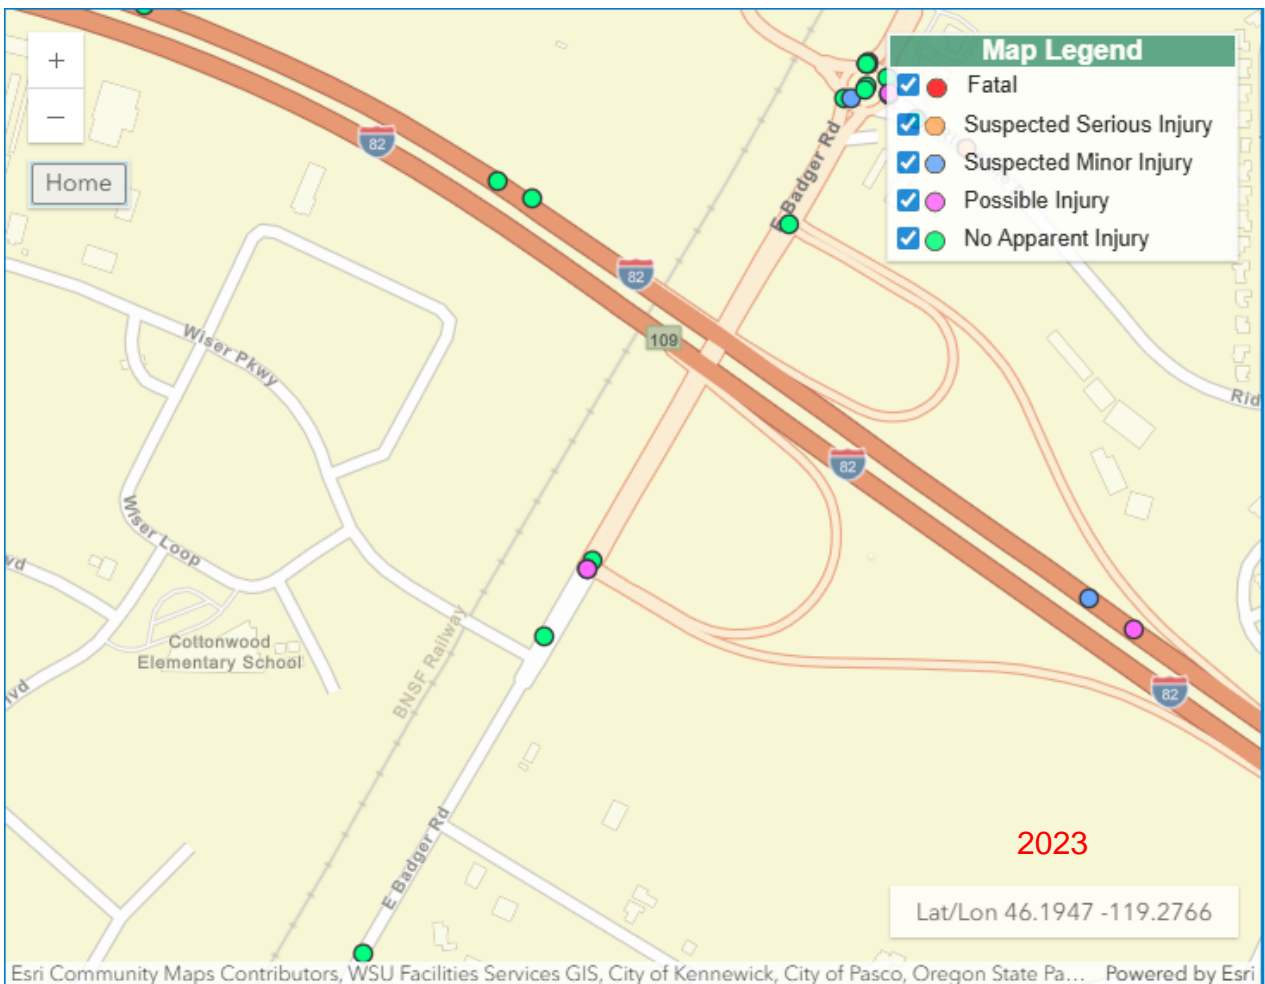 Map Legend
Fatal
Suspected Serious Injury
Suspected Minor Injury
Possible Injury
No Apparent Injury
+
−
Home
82
E Badger Rd
82
109
Wiser Pkwy
Rid
82
Wiser Loop
vd
Cottonwood
Elementary School
BNSF Railway
lvd
82
E Badger Rd
2023
Lat/Lon 46.1947 -119.2766
Esri Community Maps Contributors, WSU Facilities Services GIS, City of Kennewick, City of Pasco, Oregon State Pa... Powered by Esri